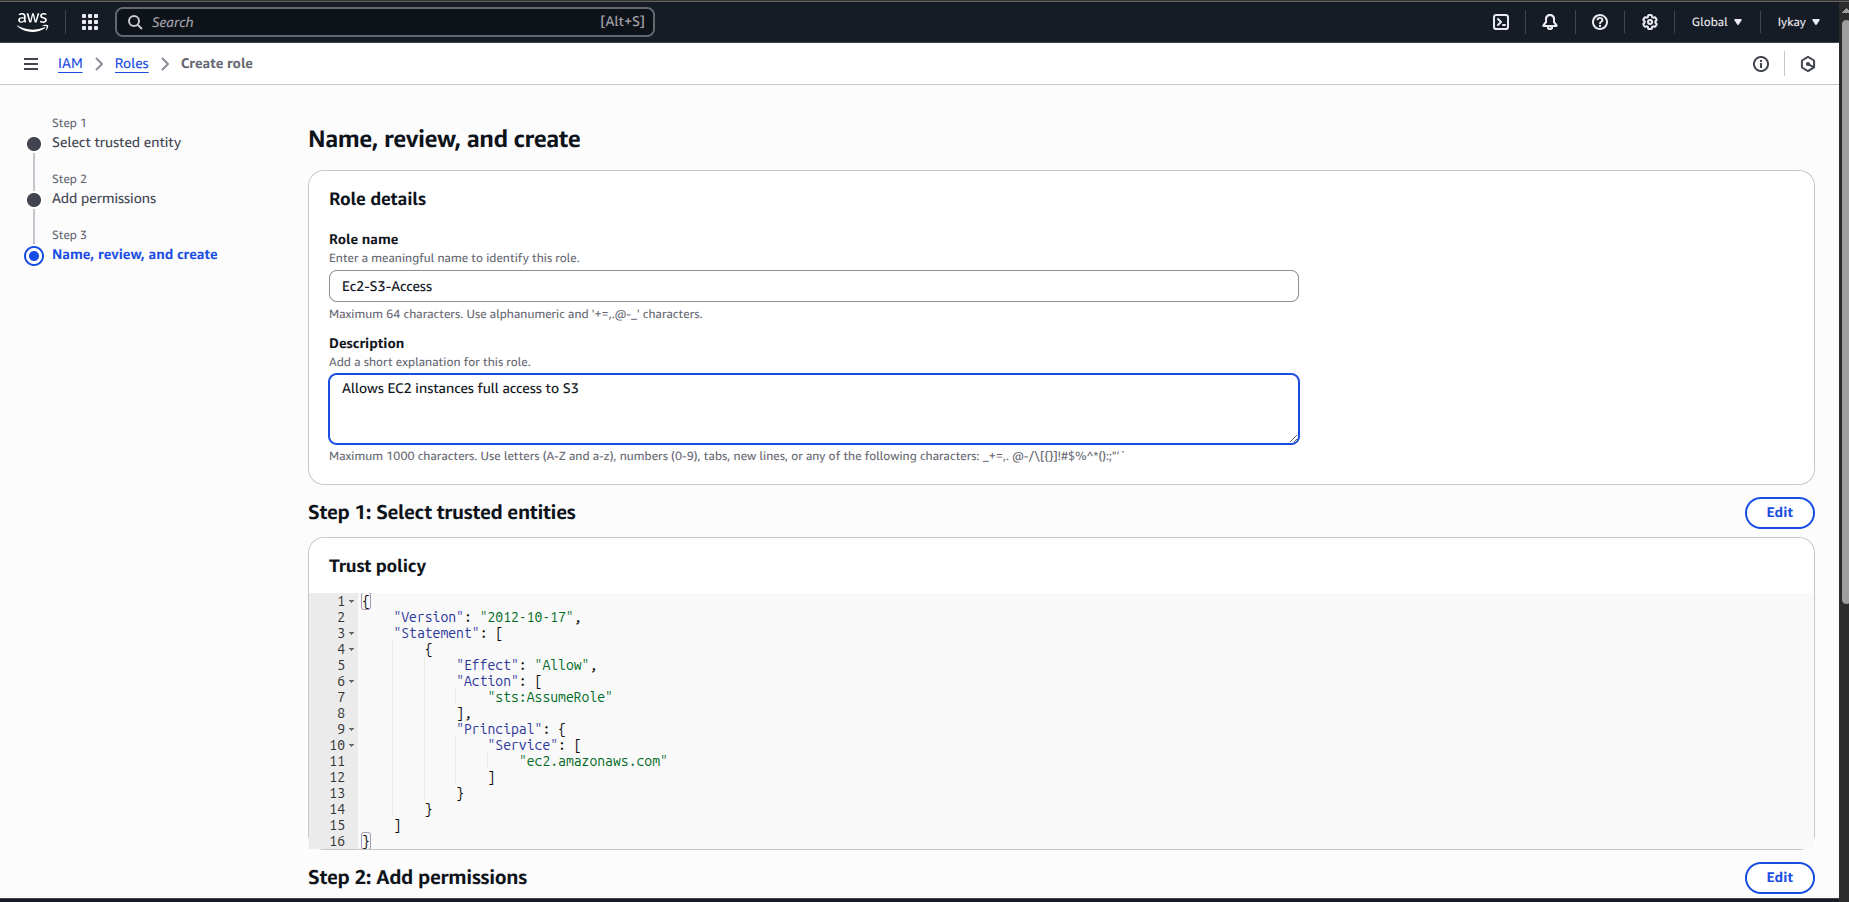 aws
Search [Alt+S]
Global
Iykay
IAM > Roles > Create role
Step 1
Select trusted entity
Step 2
Add permissions
Step 3
Name, review, and create
Name, review, and create
Role details
Role name
Enter a meaningful name to identify this role.
Ec2-S3-Access
Maximum 64 characters. Use alphanumeric and '+=,.@-_' characters.
Description
Add a short explanation for this role.
Allows EC2 instances full access to S3
Maximum 1000 characters. Use letters (A-Z and a-z), numbers (0-9), tabs, new lines, or any of the following characters: _+=,. @-/\[{}]!#$%^*();:"'`
Step 1: Select trusted entities
Edit
Trust policy
1 {
2 "Version": "2012-10-17",
3 "Statement": [
4 {
5 "Effect": "Allow",
6 "Action": [
7 "sts:AssumeRole"
8 ],
9 "Principal": {
10 "Service": [
11 "ec2.amazonaws.com"
12 ]
13 }
14 }
15 ]
16 }
Step 2: Add permissions
Edit